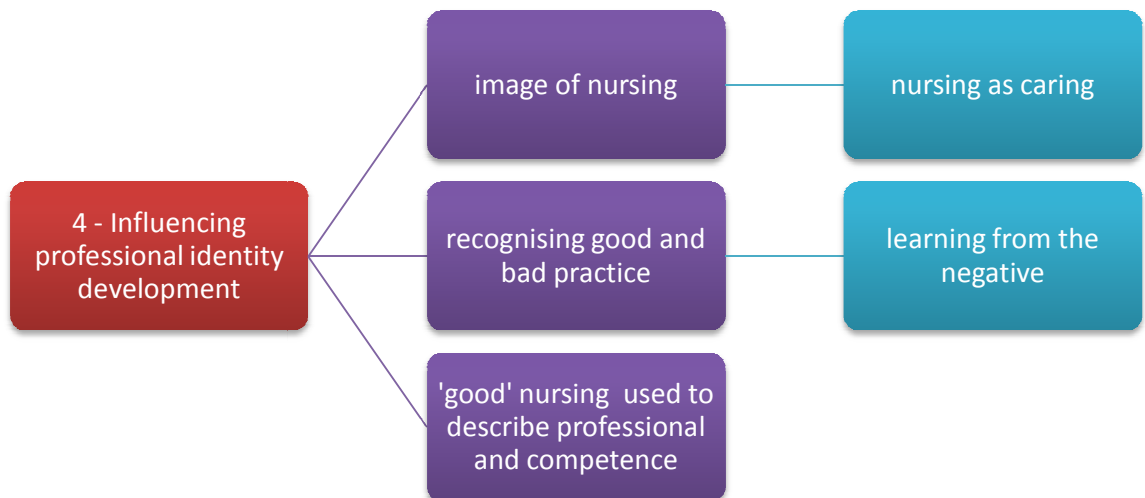 4 - Influencing
professional identity
development
image of nursing
nursing as caring
recognising good and
bad practice
learning from the
negative
'good' nursing  used to
describe professional
and competence